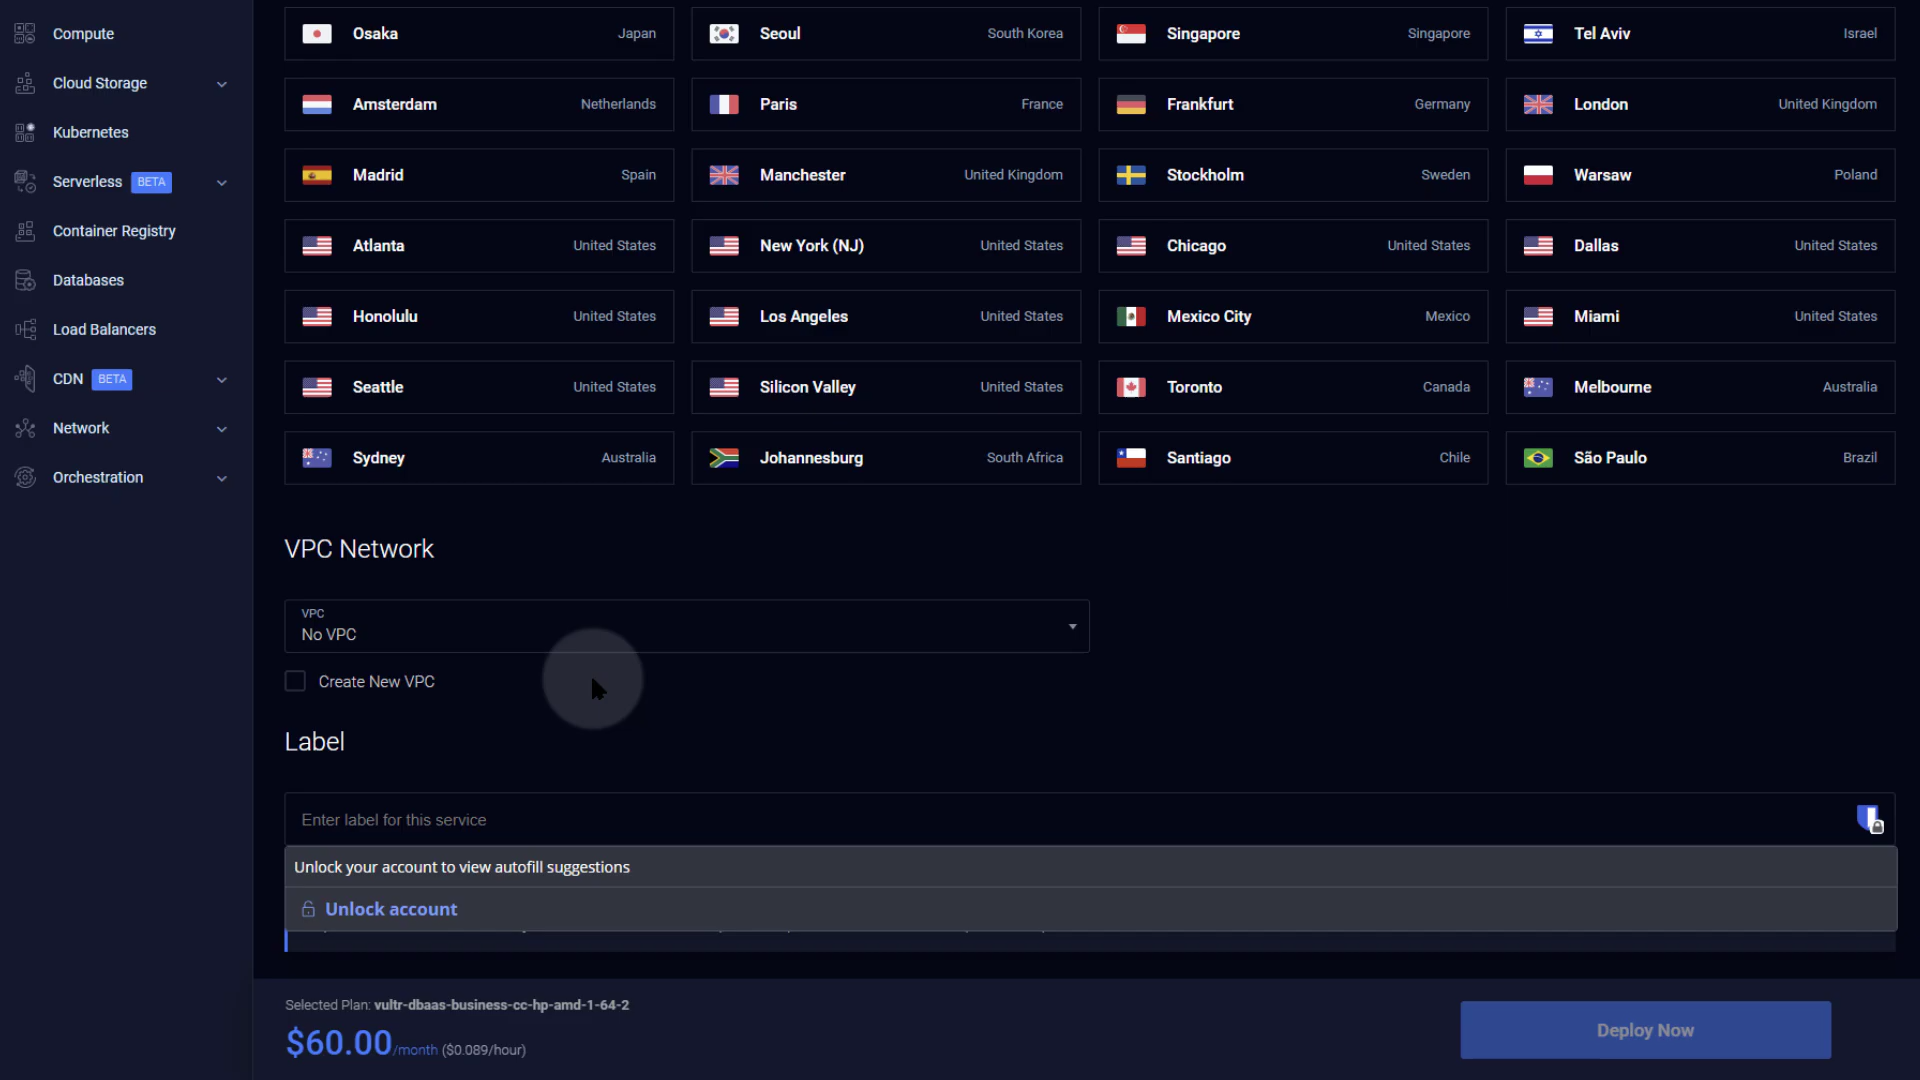 Compute
Cloud Storage
Kubernetes
Serverless BETA
Container Registry
Databases
Load Balancers
CDN BETA
Network
Orchestration
Osaka Japan
Seoul South Korea
Singapore Singapore
Tel Aviv Israel
Amsterdam Netherlands
Paris France
Frankfurt Germany
London United Kingdom
Madrid Spain
Manchester United Kingdom
Stockholm Sweden
Warsaw Poland
Atlanta United States
New York (NJ) United States
Chicago United States
Dallas United States
Honolulu United States
Los Angeles United States
Mexico City Mexico
Miami United States
Seattle United States
Silicon Valley United States
Toronto Canada
Melbourne Australia
Sydney Australia
Johannesburg South Africa
Santiago Chile
São Paulo Brazil
VPC Network
VPC
No VPC
Create New VPC
Label
Enter label for this service
Unlock your account to view autofill suggestions
Unlock account
Selected Plan: vultr-dbaas-business-cc-hp-amd-1-64-2
$60.00/month ($0.089/hour)
Deploy Now